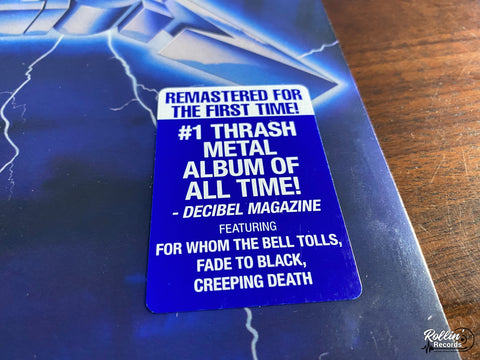 REMASTERED FOR
THE FIRST TIME!
#1 THRASH
METAL
ALBUM OF
ALL TIME!
- DECIBEL MAGAZINE
FEATURING
FOR WHOM THE BELL TOLLS,
FADE TO BLACK,
CREEPING DEATH
Rollin'
Records